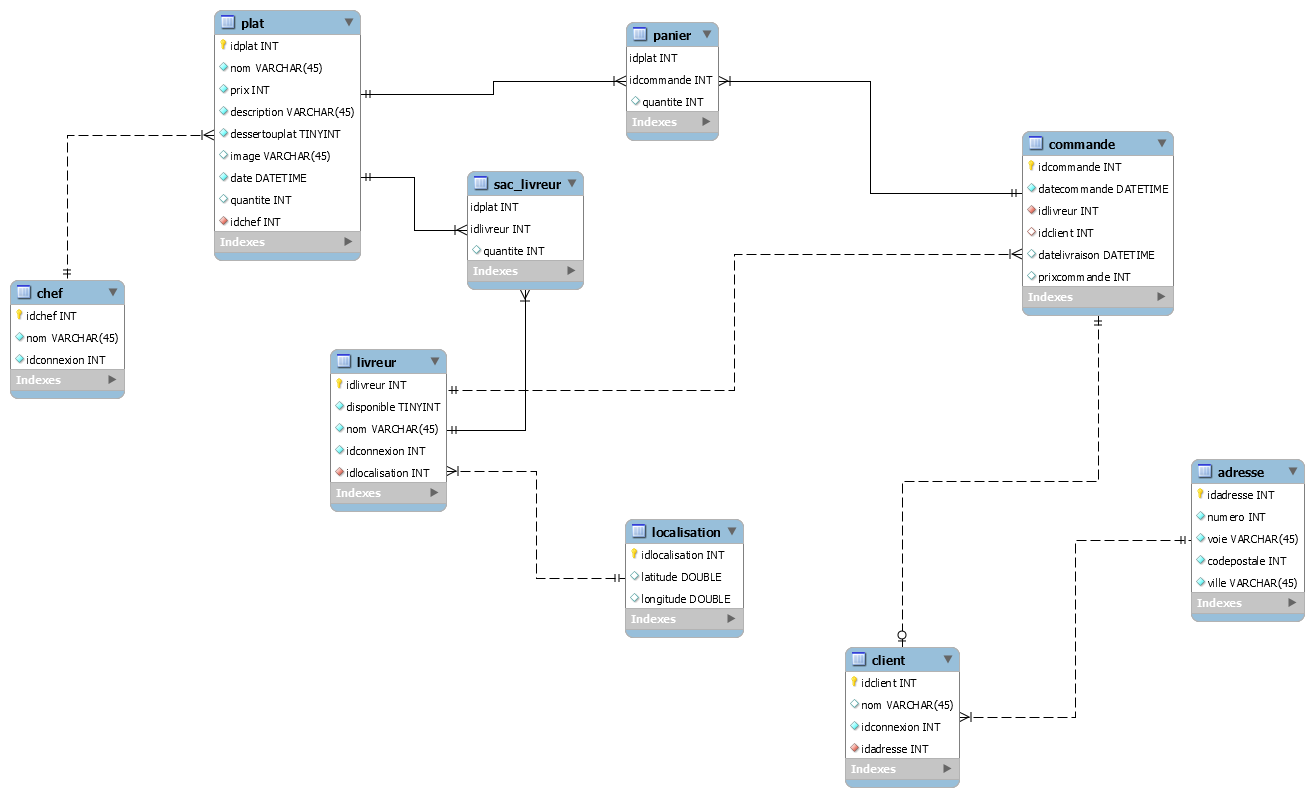 plat
idplat INT
nom VARCHAR(45)
prix INT
description VARCHAR(45)
dessertouplat TINYINT
image VARCHAR(45)
date DATETIME
quantite INT
idchef INT
Indexes
panier
idplat INT
idcommande INT
quantite INT
Indexes
commande
idcommande INT
datecommande DATETIME
idlivreur INT
idclient INT
datelivraison DATETIME
prixcommande INT
Indexes
sac_livreur
idplat INT
idlivreur INT
quantite INT
Indexes
chef
idchef INT
nom VARCHAR(45)
idconnexion INT
Indexes
livreur
idlivreur INT
disponible TINYINT
nom VARCHAR(45)
idconnexion INT
idlocalisation INT
Indexes
localisation
idlocalisation INT
latitude DOUBLE
longitude DOUBLE
Indexes
adresse
idadresse INT
numero INT
voie VARCHAR(45)
codepostale INT
ville VARCHAR(45)
Indexes
client
idclient INT
nom VARCHAR(45)
idconnexion INT
idadresse INT
Indexes